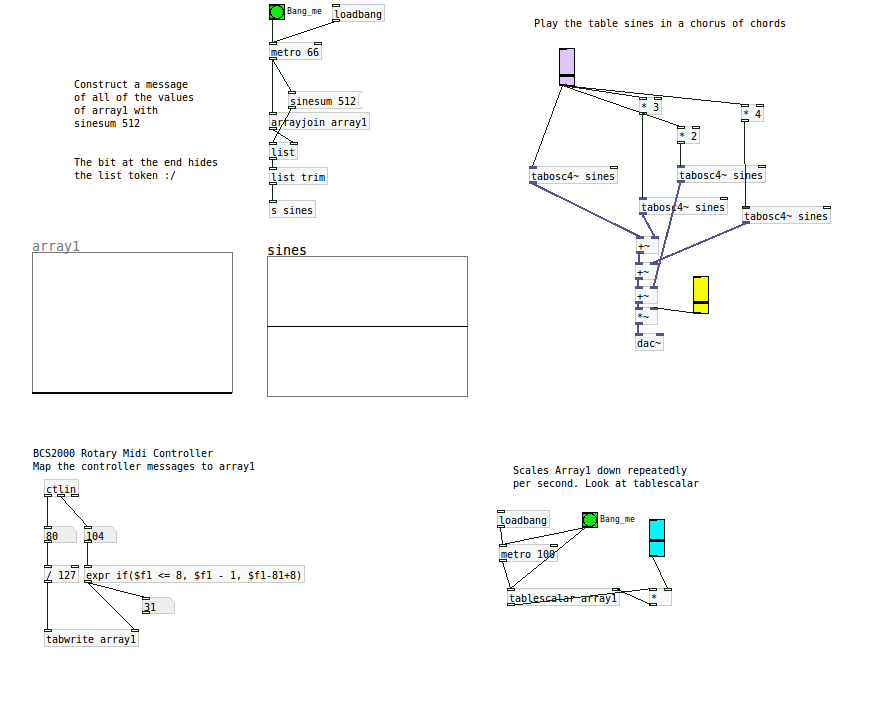 Bang_me
loadbang
metro 66
Construct a message
of all of the values
of array1 with
sinesum 512
sinesum 512
arrayjoin array1
list
The bit at the end hides
the list token :/
list trim
s sines
array1
sines
Play the table sines in a chorus of chords
* 3
* 4
* 2
tabosc4~ sines
tabosc4~ sines
tabosc4~ sines
tabosc4~ sines
+~
+~
+~
*~
dac~
BCS2000 Rotary Midi Controller
Map the controller messages to array1
ctlin
80
104
/ 127
expr if($f1 <= 8, $f1 - 1, $f1-81+8)
31
tabwrite array1
Scales Array1 down repeatedly
per second. Look at tablescalar
loadbang
Bang_me
metro 100
tablescalar array1
*